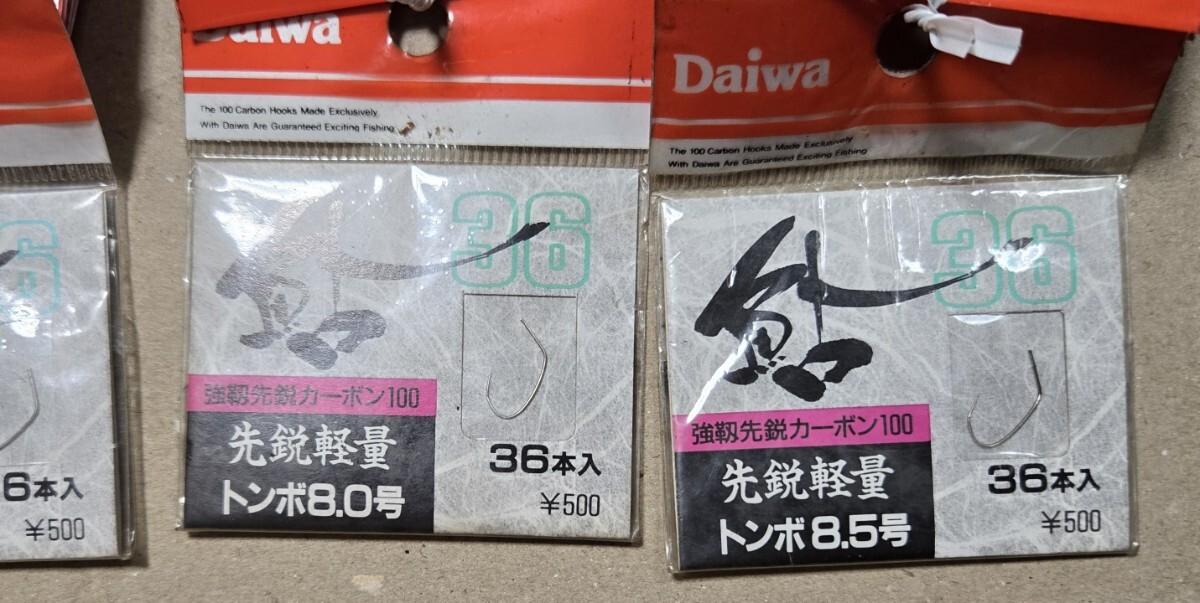 6
6本入
¥500
Daiwa
The 100 Carbon Hooks Made Exclusively
With Daiwa Are Guaranteed Exciting Fishing
鮎
36
強靱先鋭カーボン100
先鋭軽量
トンボ8.0号
36本入
¥500
Daiwa
The 100 Carbon Hooks Made Exclusively
With Daiwa Are Guaranteed Exciting Fishing
鮎
36
強靱先鋭カーボン100
先鋭軽量
トンボ8.5号
36本入
¥500